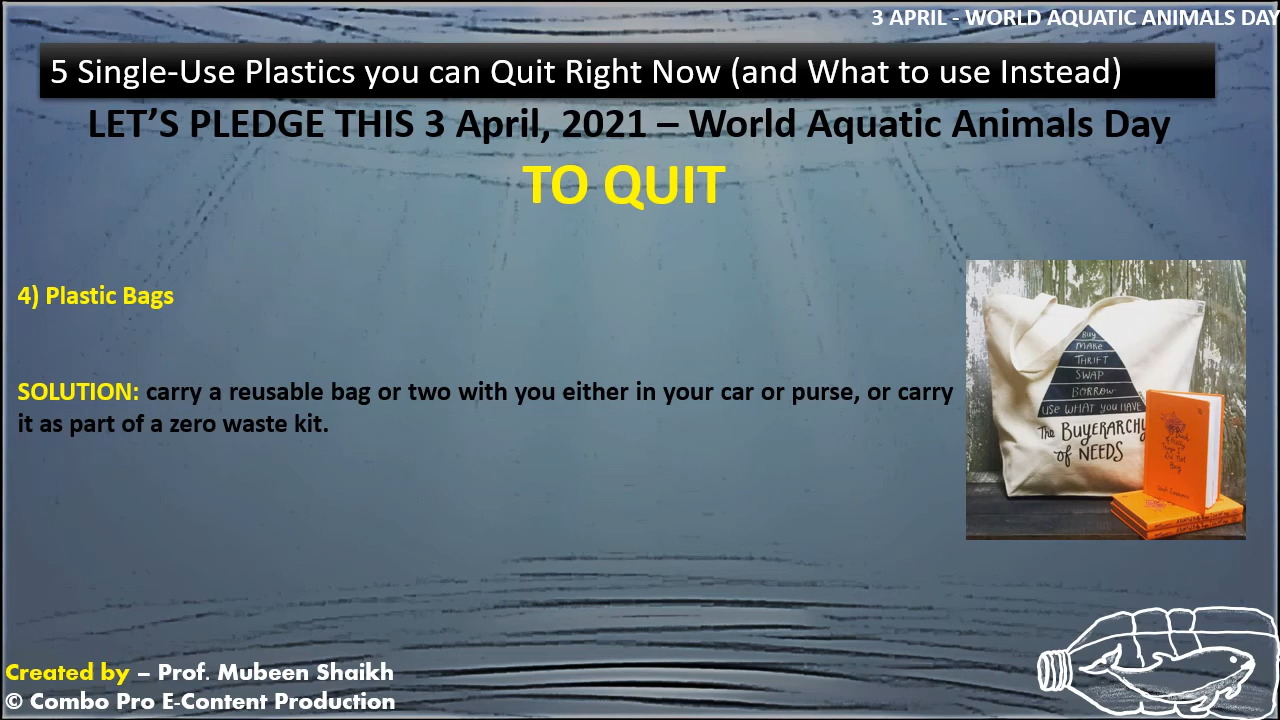 3 APRIL - WORLD AQUATIC ANIMALS DAY
5 Single-Use Plastics you can Quit Right Now (and What to use Instead)
LET’S PLEDGE THIS 3 April, 2021 – World Aquatic Animals Day
TO QUIT
4) Plastic Bags
SOLUTION: carry a reusable bag or two with you either in your car or purse, or carry
it as part of a zero waste kit.
BUY
MAKE
THRIFT
SWAP
BORROW
USE WHAT YOU HAVE
The BUYERARCHY
of NEEDS
Created by – Prof. Mubeen Shaikh
© Combo Pro E-Content Production